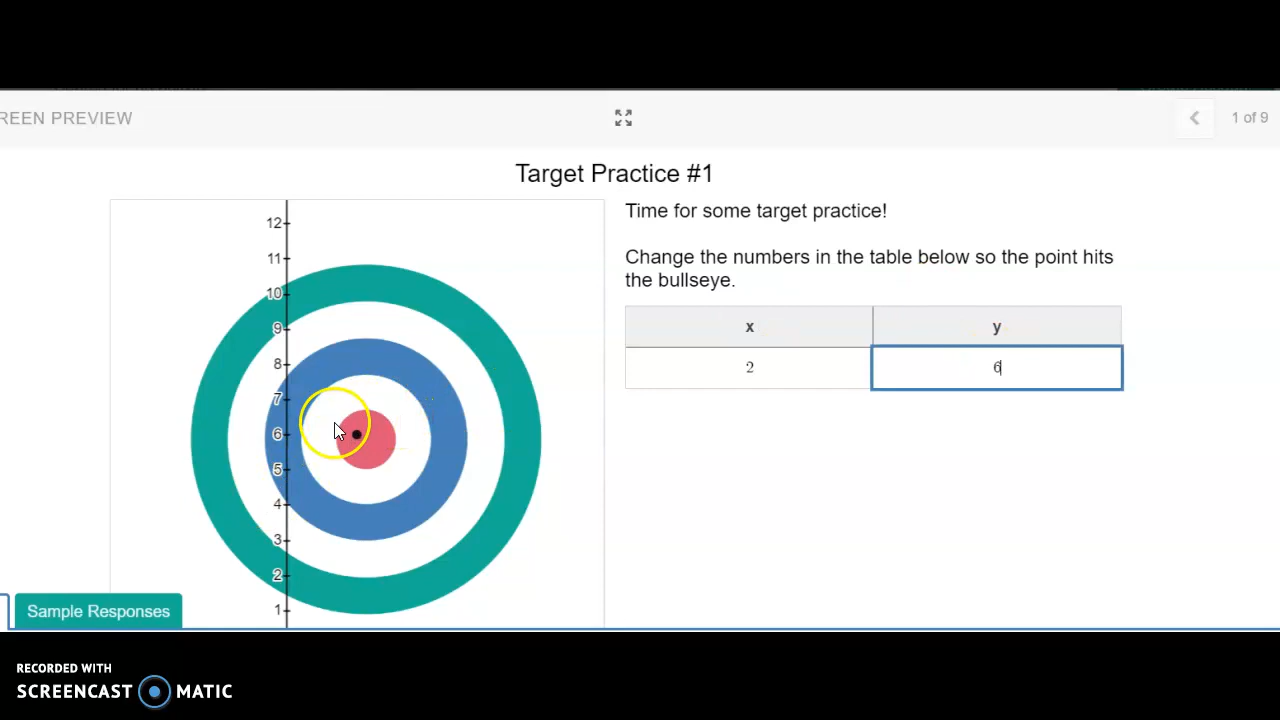 REEN PREVIEW
1 of 9
Target Practice #1
Time for some target practice!
Change the numbers in the table below so the point hits
the bullseye.
x y
2 6
12
11
10
9
8
7
6
5
4
3
2
1
Sample Responses
RECORDED WITH
SCREENCAST MATIC